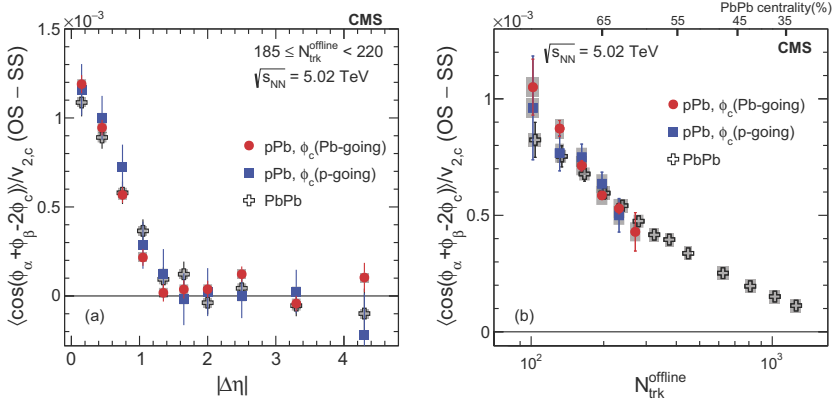 ×10⁻³
CMS
185 ≤ N_trk^offline < 220
√s_NN = 5.02 TeV
pPb, ϕ_c(Pb-going)
pPb, ϕ_c(p-going)
PbPb
(a)
1.5
1
0.5
0
0 1 2 3 4
|Δη|
⟨cos(ϕ_α+ϕ_β-2ϕ_c)⟩/v_2,c (OS − SS)
PbPb centrality(%)
65 55 45 35
×10⁻³
√s_NN = 5.02 TeV
CMS
pPb, ϕ_c(Pb-going)
pPb, ϕ_c(p-going)
PbPb
(b)
1
0.5
0
10² 10³
N_trk^offline
⟨cos(ϕ_α+ϕ_β-2ϕ_c)⟩/v_2,c (OS − SS)